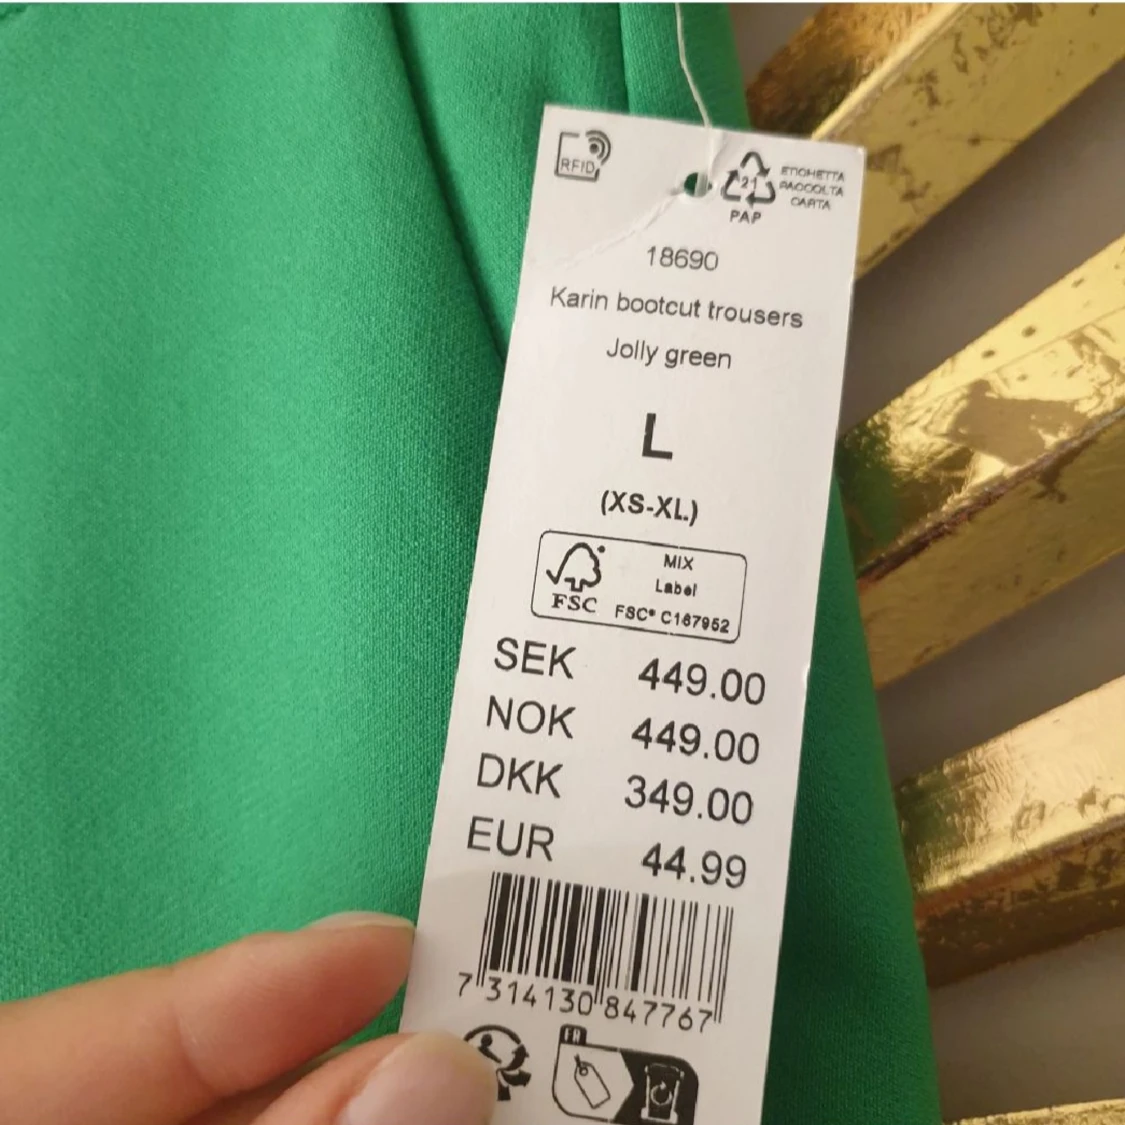 RFID
21
PAP
ETICHETTA
RACCOLTA
CARTA
18690
Karin bootcut trousers
Jolly green
L
(XS-XL)
MIX
Label
FSC® C167952
FSC
SEK 449.00
NOK 449.00
DKK 349.00
EUR 44.99
7 314130 847767
FR